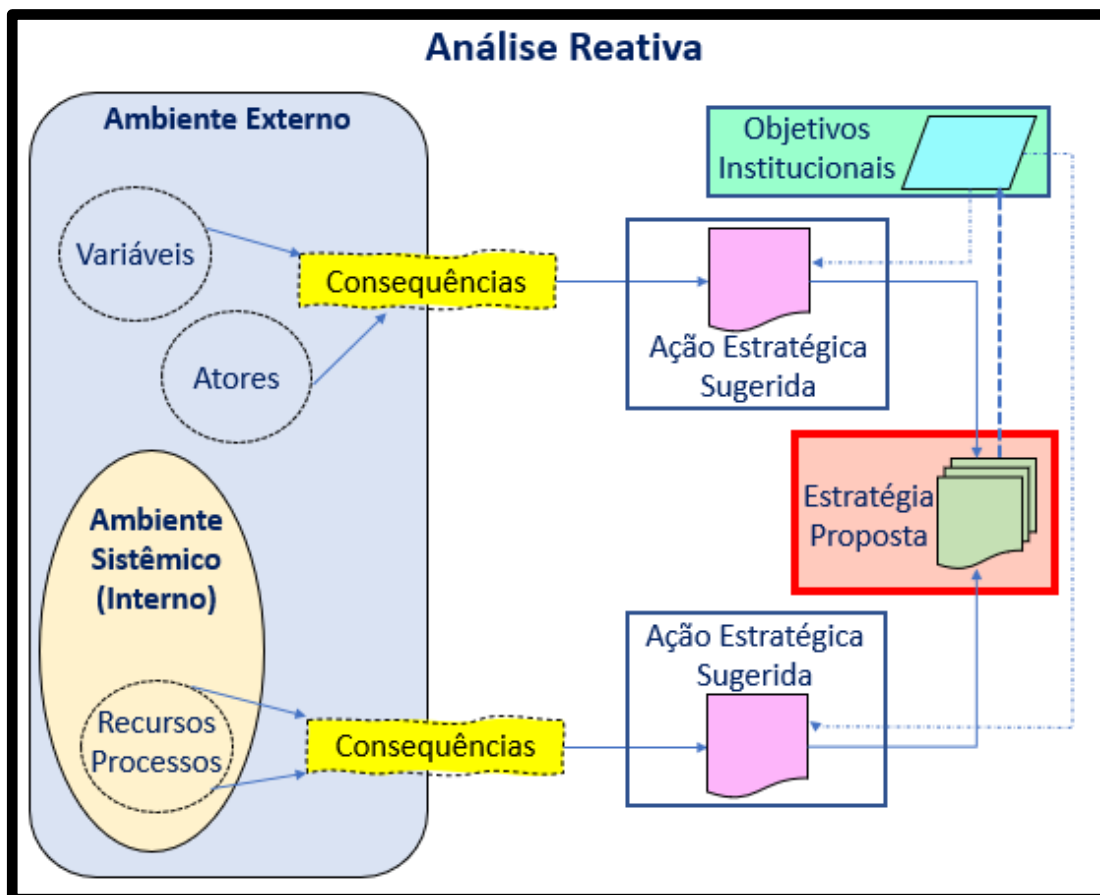 Análise Reativa
Ambiente Externo
Variáveis
Atores
Consequências
Objetivos
Institucionais
Ação Estratégica
Sugerida
Estratégia
Proposta
Ambiente
Sistêmico
(Interno)
Recursos
Processos
Consequências
Ação Estratégica
Sugerida